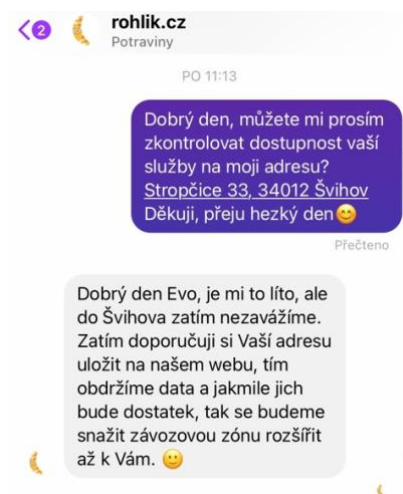 2
rohlik.cz
Potraviny
PO 11:13
Dobrý den, můžete mi prosím
zkontrolovat dostupnost vaší
služby na moji adresu?
Stropčice 33, 34012 Švihov
Děkuji, přeju hezký den😊
Přečteno
Dobrý den Evo, je mi to líto, ale
do Švihova zatím nezavážíme.
Zatím doporučuji si Vaší adresu
uložit na našem webu, tím
obdržíme data a jakmile jich
bude dostatek, tak se budeme
snažit závozovou zónu rozšířit
až k Vám. 🙂